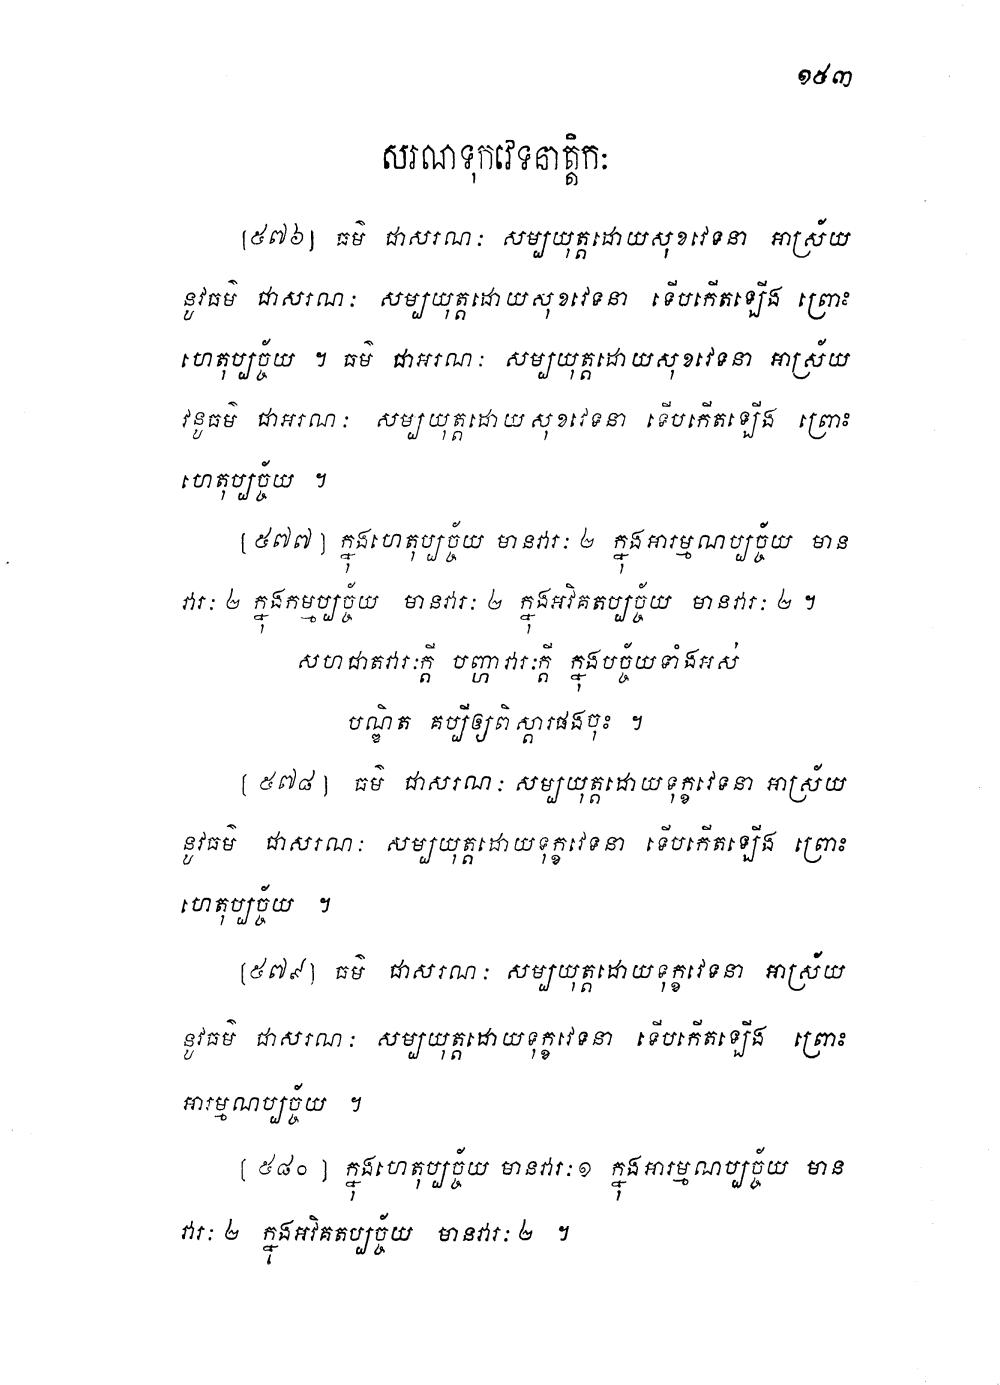 ១៥៣
សរណទុកវេទនាត្តិកៈ
[៥៧៦] ធម៌ ជាសរណៈ សម្បយុត្តដោយសុខវេទនា អាស្រ័យ
នូវធម៌ ជាសរណៈ សម្បយុត្តដោយសុខវេទនា ទើបកើតឡើង ព្រោះ
ហេតុប្បច្ច័យ ។ ធម៌ ជាអរណៈ សម្បយុត្តដោយសុខវេទនា អាស្រ័យ
វនូធម៌ ជាអរណៈ សម្បយុត្តដោយសុខវេទនា ទើបកើតឡើង ព្រោះ
ហេតុប្បច្ច័យ ។
[៥៧៧] ក្នុងហេតុប្បច្ច័យ មានវារៈ ២ ក្នុងអារម្មណប្បច្ច័យ មាន
វារៈ ២ ក្នុងកម្មប្បច្ច័យ មានវារៈ ២ ក្នុងអវិគតប្បច្ច័យ មានវារៈ ២ ។
សហជាតវារៈក្តី បញ្ហាវារៈក្តី ក្នុងបច្ច័យទាំងអស់
បណ្ឌិត គប្បីឲ្យពិស្តារផងចុះ ។
[៥៧៨] ធម៌ ជាសរណៈ សម្បយុត្តដោយទុក្ខវេទនា អាស្រ័យ
នូវធម៌ ជាសរណៈ សម្បយុត្តដោយទុក្ខវេទនា ទើបកើតឡើង ព្រោះ
ហេតុប្បច្ច័យ ។
[៥៧៩] ធម៌ ជាសរណៈ សម្បយុត្តដោយទុក្ខវេទនា អាស្រ័យ
នូវធម៌ ជាសរណៈ សម្បយុត្តដោយទុក្ខវេទនា ទើបកើតឡើង ព្រោះ
អារម្មណប្បច្ច័យ ។
[៥៨០] ក្នុងហេតុប្បច្ច័យ មានវារៈ ១ ក្នុងអារម្មណប្បច្ច័យ មាន
វារៈ ២ ក្នុងអវិគតប្បច្ច័យ មានវារៈ ២ ។